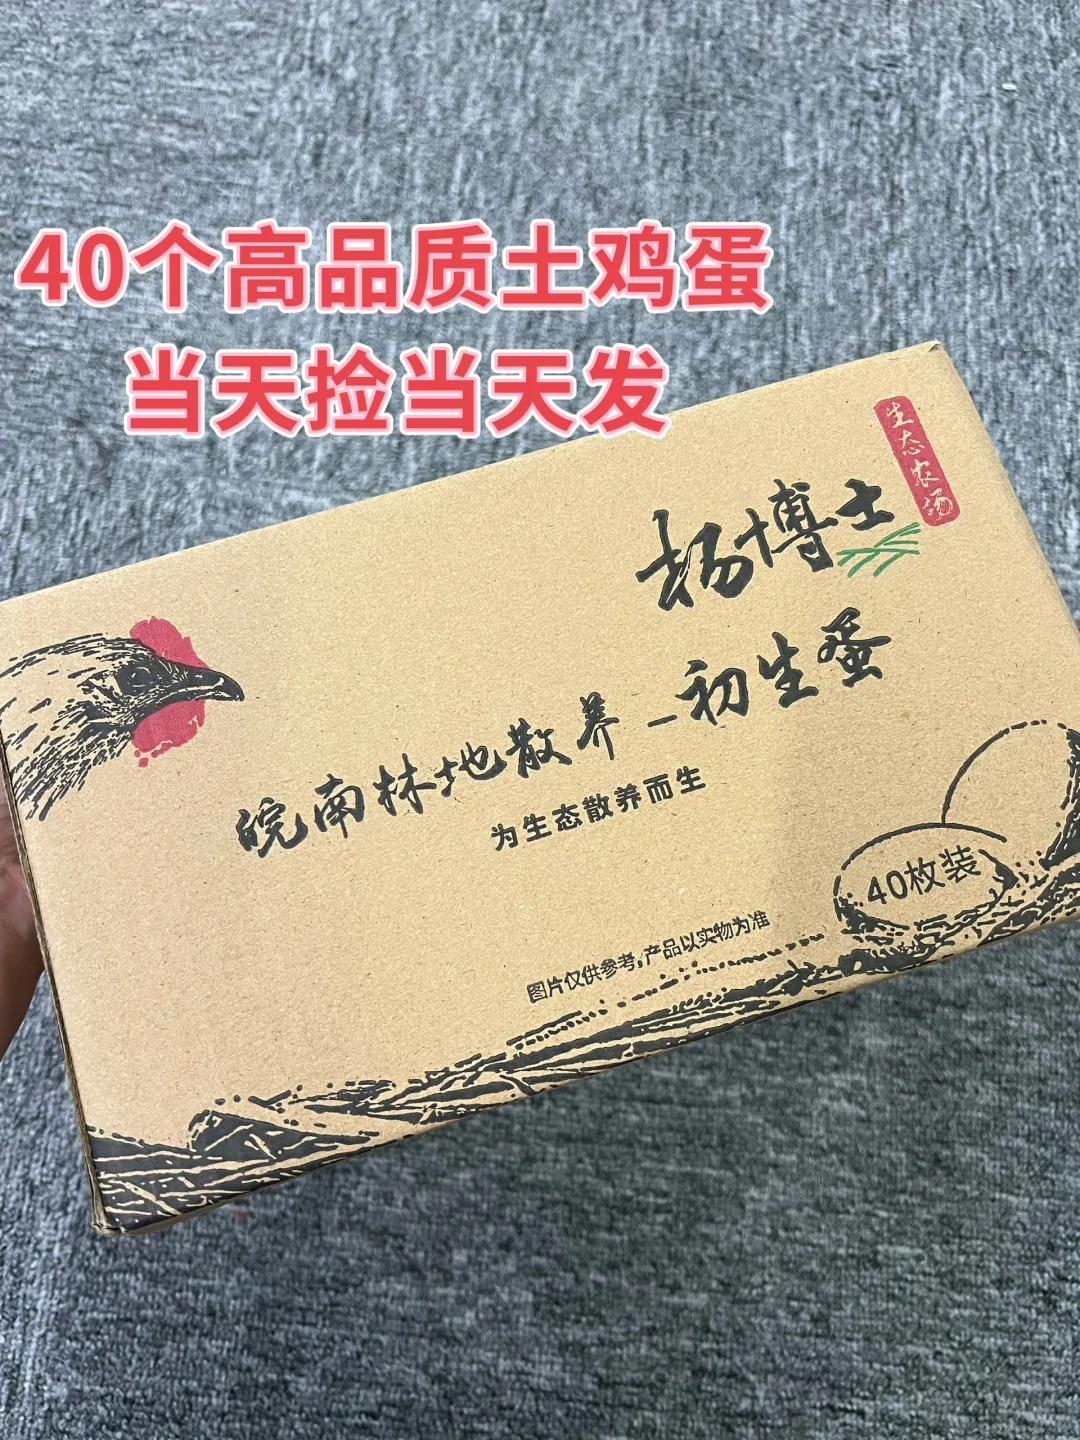 40个高品质土鸡蛋
当天捡当天发
生态农场
杨博士
皖南林地散养-初生蛋
为生态散养而生
40枚装
图片仅供参考,产品以实物为准